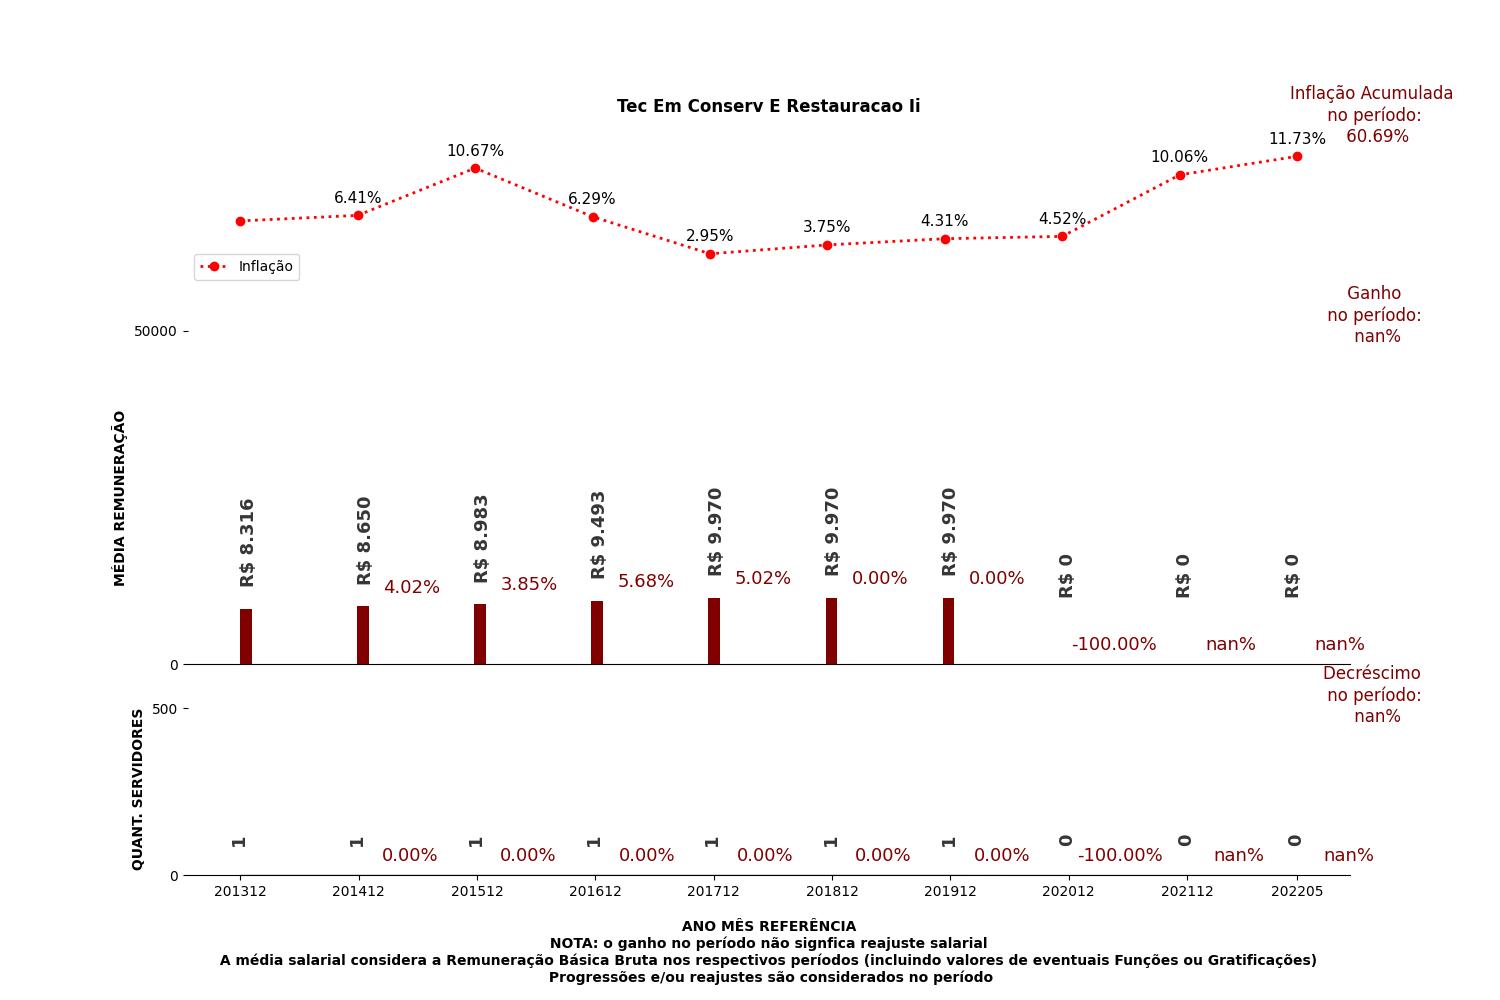 Tec Em Conserv E Restauracao Ii
Inflação Acumulada
no período:
60.69%
6.41%
10.67%
6.29%
2.95%
3.75%
4.31%
4.52%
10.06%
11.73%
Inflação
Ganho
no período:
nan%
50000
0
MÉDIA REMUNERAÇÃO
R$ 8.316
R$ 8.650
R$ 8.983
R$ 9.493
R$ 9.970
R$ 9.970
R$ 9.970
R$ 0
R$ 0
R$ 0
4.02%
3.85%
5.68%
5.02%
0.00%
0.00%
-100.00%
nan%
nan%
Decréscimo
no período:
nan%
500
0
QUANT. SERVIDORES
1
1
1
1
1
1
1
0
0
0
0.00%
0.00%
0.00%
0.00%
0.00%
0.00%
-100.00%
nan%
nan%
201312
201412
201512
201612
201712
201812
201912
202012
202112
202205
ANO MÊS REFERÊNCIA
NOTA: o ganho no período não signfica reajuste salarial
A média salarial considera a Remuneração Básica Bruta nos respectivos períodos (incluindo valores de eventuais Funções ou Gratificações)
Progressões e/ou reajustes são considerados no período